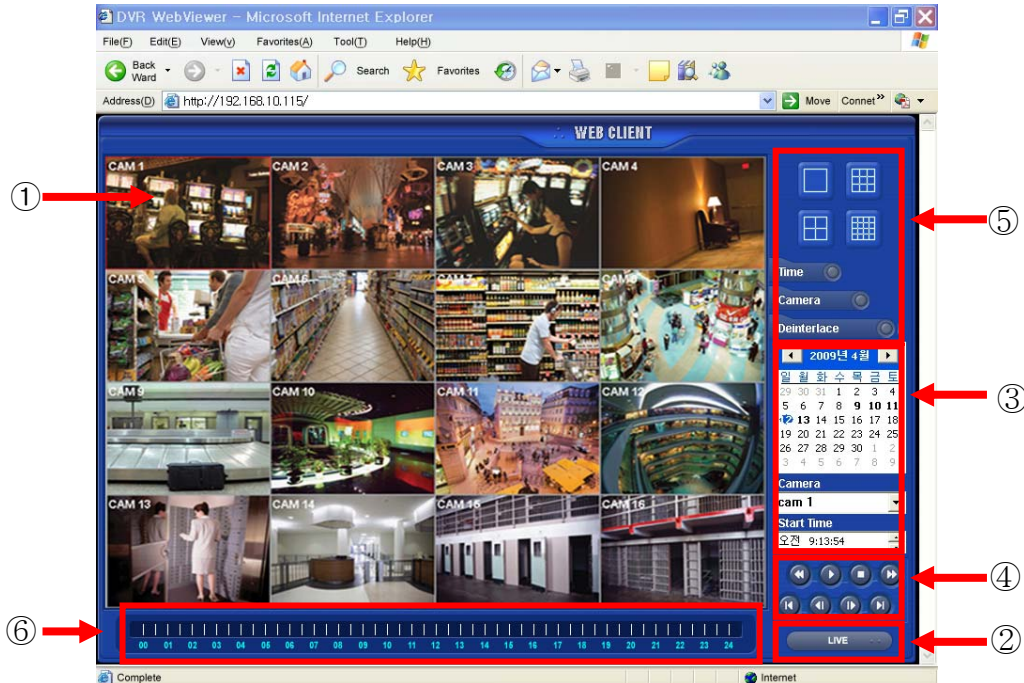 DVR WebViewer - Microsoft Internet Explorer
File(F) Edit(E) View(v) Favorites(A) Tool(T) Help(H)
Back Ward Search Favorites
Address(D) http://192.168.10.115/ Move Connet »
WEB CLIENT
CAM 1 CAM 2 CAM 3 CAM 4
①
⑤
Time
Camera
CAM 5 CAM 6 CAM 7 CAM 8
Deinterlace
2009년 4월
일 월 화 수 목 금 토
29 30 31 1 2 3 4
③
CAM 9 CAM 10 CAM 11 CAM 12
5 6 7 8 9 10 11
12 13 14 15 16 17 18
19 20 21 22 23 24 25
26 27 28 29 30 1 2
3 4 5 6 7 8 9
Camera
cam 1
CAM 13 CAM 14 CAM 15 CAM 16
Start Time
오전 9:13:54
④
⑥
00 01 02 03 04 05 06 07 08 09 10 11 12 13 14 15 16 17 18 19 20 21 22 23 24
LIVE
②
Complete Internet